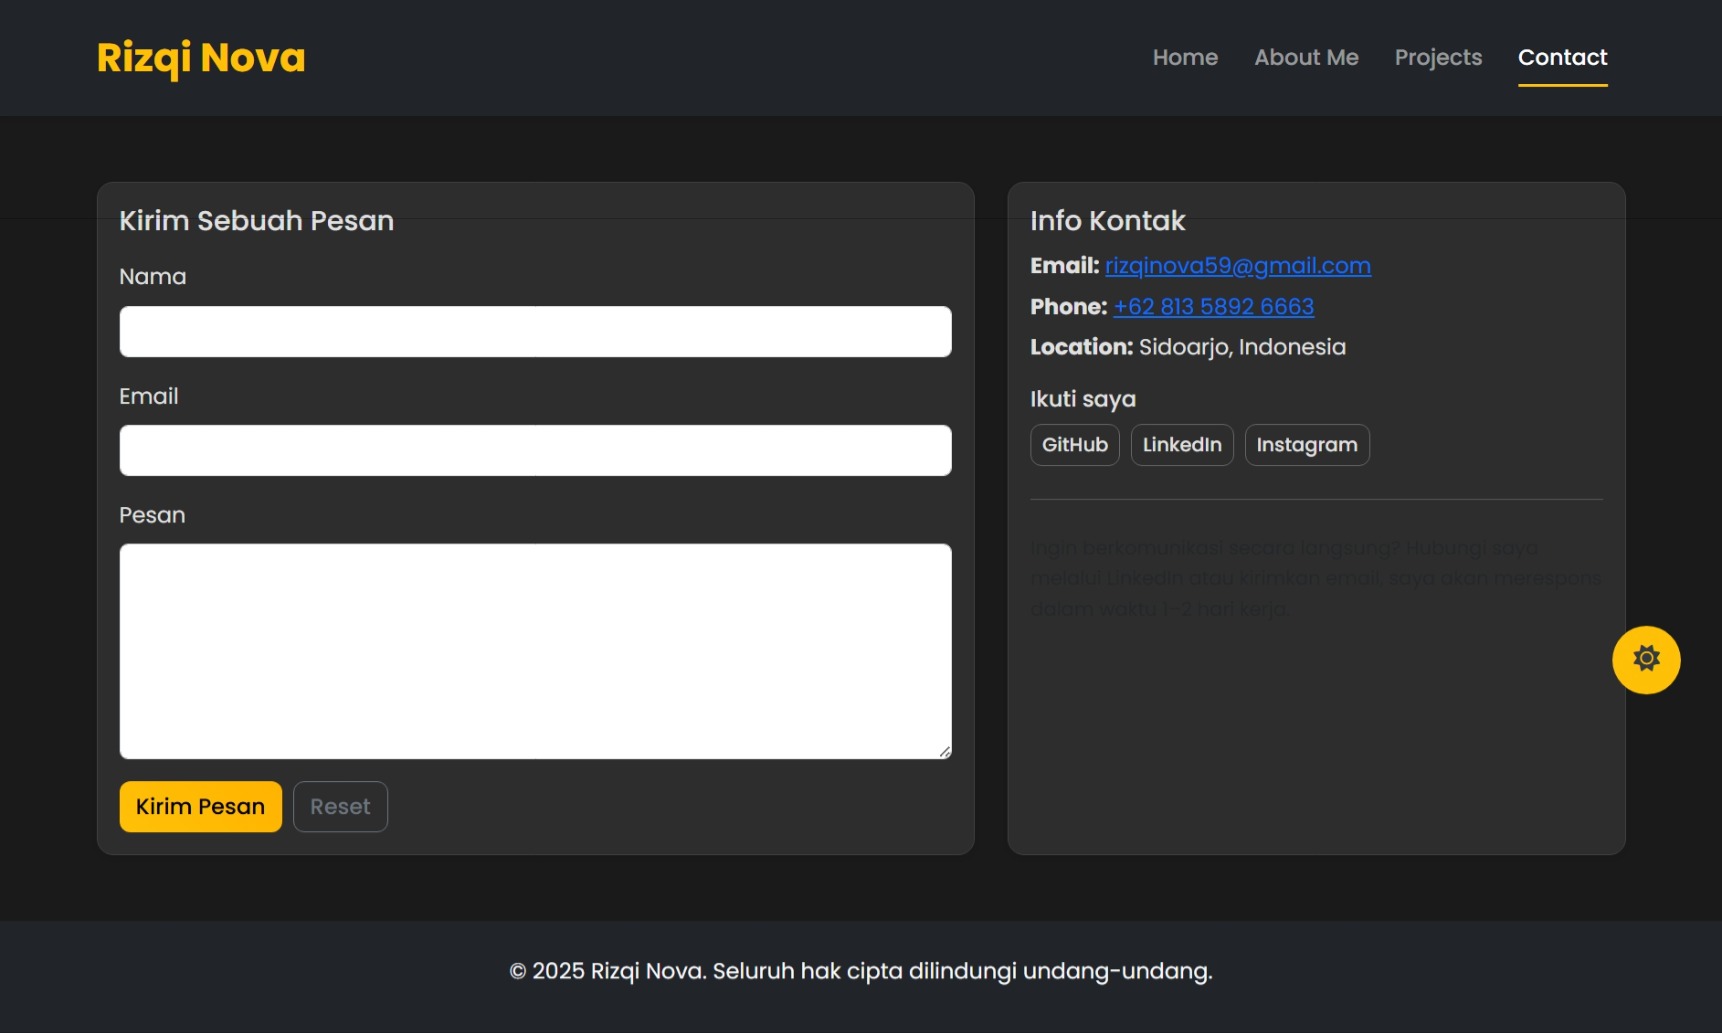 Rizqi Nova
Home
About Me
Projects
Contact
Kirim Sebuah Pesan
Nama
Email
Pesan
Kirim Pesan
Reset
Info Kontak
Email: rizqinova59@gmail.com
Phone: +62 813 5892 6663
Location: Sidoarjo, Indonesia
Ikuti saya
GitHub
LinkedIn
Instagram
Ingin berkomunikasi secara langsung? Hubungi saya
melalui LinkedIn atau kirimkan email, saya akan merespons
dalam waktu 1–2 hari kerja.
© 2025 Rizqi Nova. Seluruh hak cipta dilindungi undang-undang.